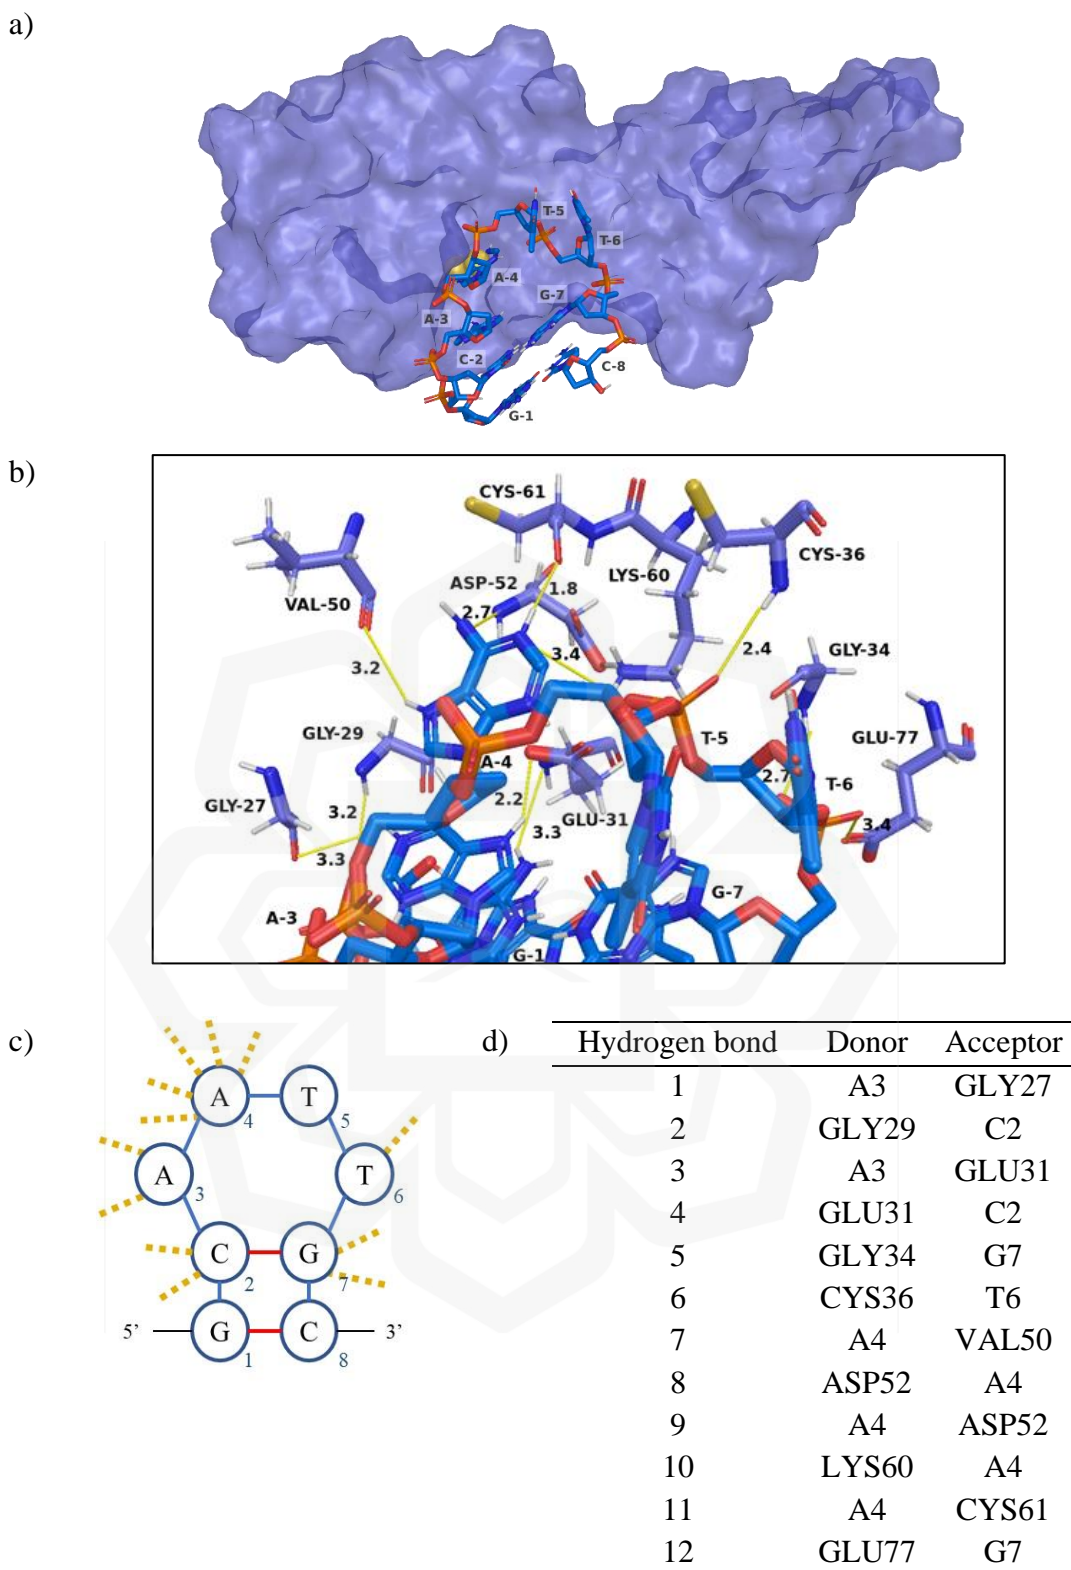 a)
T-5
T-6
A-4
G-7
A-3
C-2
C-8
G-1
b)
CYS-61
CYS-36
ASP-52
LYS-60
1.8
VAL-50
2.7
3.4
2.4
GLY-34
3.2
GLY-29
T-5
GLU-77
A-4
2.7
T-6
GLY-27
2.2
3.2
GLU-31
3.3
3.4
3.3
G-7
A-3
G-1
c)
A
4
T
5
A
3
T
6
C
2
G
7
5’
G
1
C
8
3’
d)
Hydrogen bond Donor Acceptor
1 A3 GLY27
2 GLY29 C2
3 A3 GLU31
4 GLU31 C2
5 GLY34 G7
6 CYS36 T6
7 A4 VAL50
8 ASP52 A4
9 A4 ASP52
10 LYS60 A4
11 A4 CYS61
12 GLU77 G7